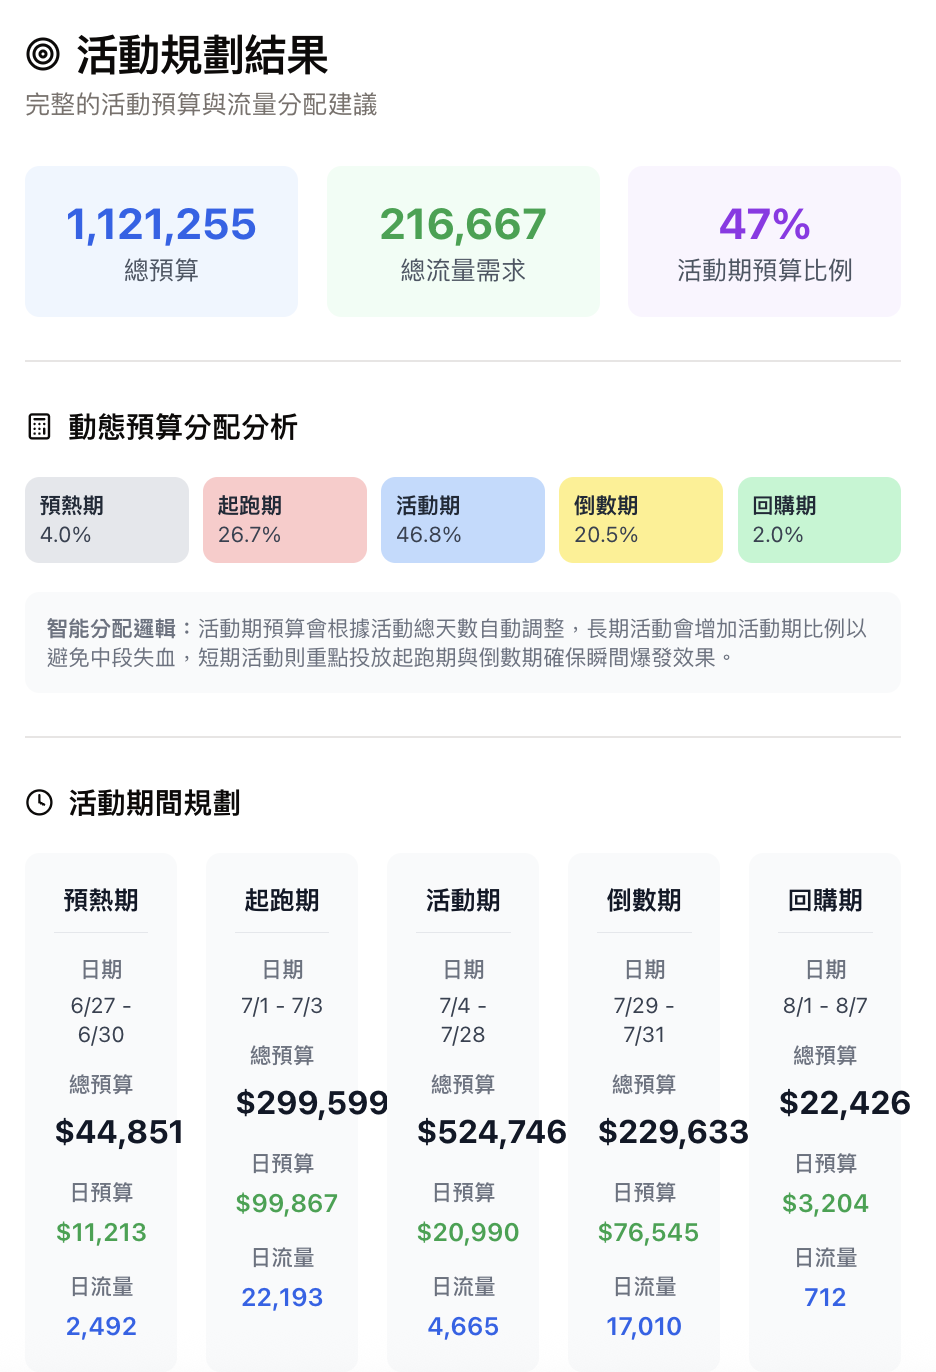 活動規劃結果
完整的活動預算與流量分配建議
1,121,255
總預算
216,667
總流量需求
47%
活動期預算比例
動態預算分配分析
預熱期
4.0%
起跑期
26.7%
活動期
46.8%
倒數期
20.5%
回購期
2.0%
智能分配邏輯：活動期預算會根據活動總天數自動調整，長期活動會增加活動期比例以
避免中段失血，短期活動則重點投放起跑期與倒數期確保瞬間爆發效果。
活動期間規劃
預熱期
日期
6/27 -
6/30
總預算
$44,851
日預算
$11,213
日流量
2,492
起跑期
日期
7/1 - 7/3
總預算
$299,599
日預算
$99,867
日流量
22,193
活動期
日期
7/4 -
7/28
總預算
$524,746
日預算
$20,990
日流量
4,665
倒數期
日期
7/29 -
7/31
總預算
$229,633
日預算
$76,545
日流量
17,010
回購期
日期
8/1 - 8/7
總預算
$22,426
日預算
$3,204
日流量
712